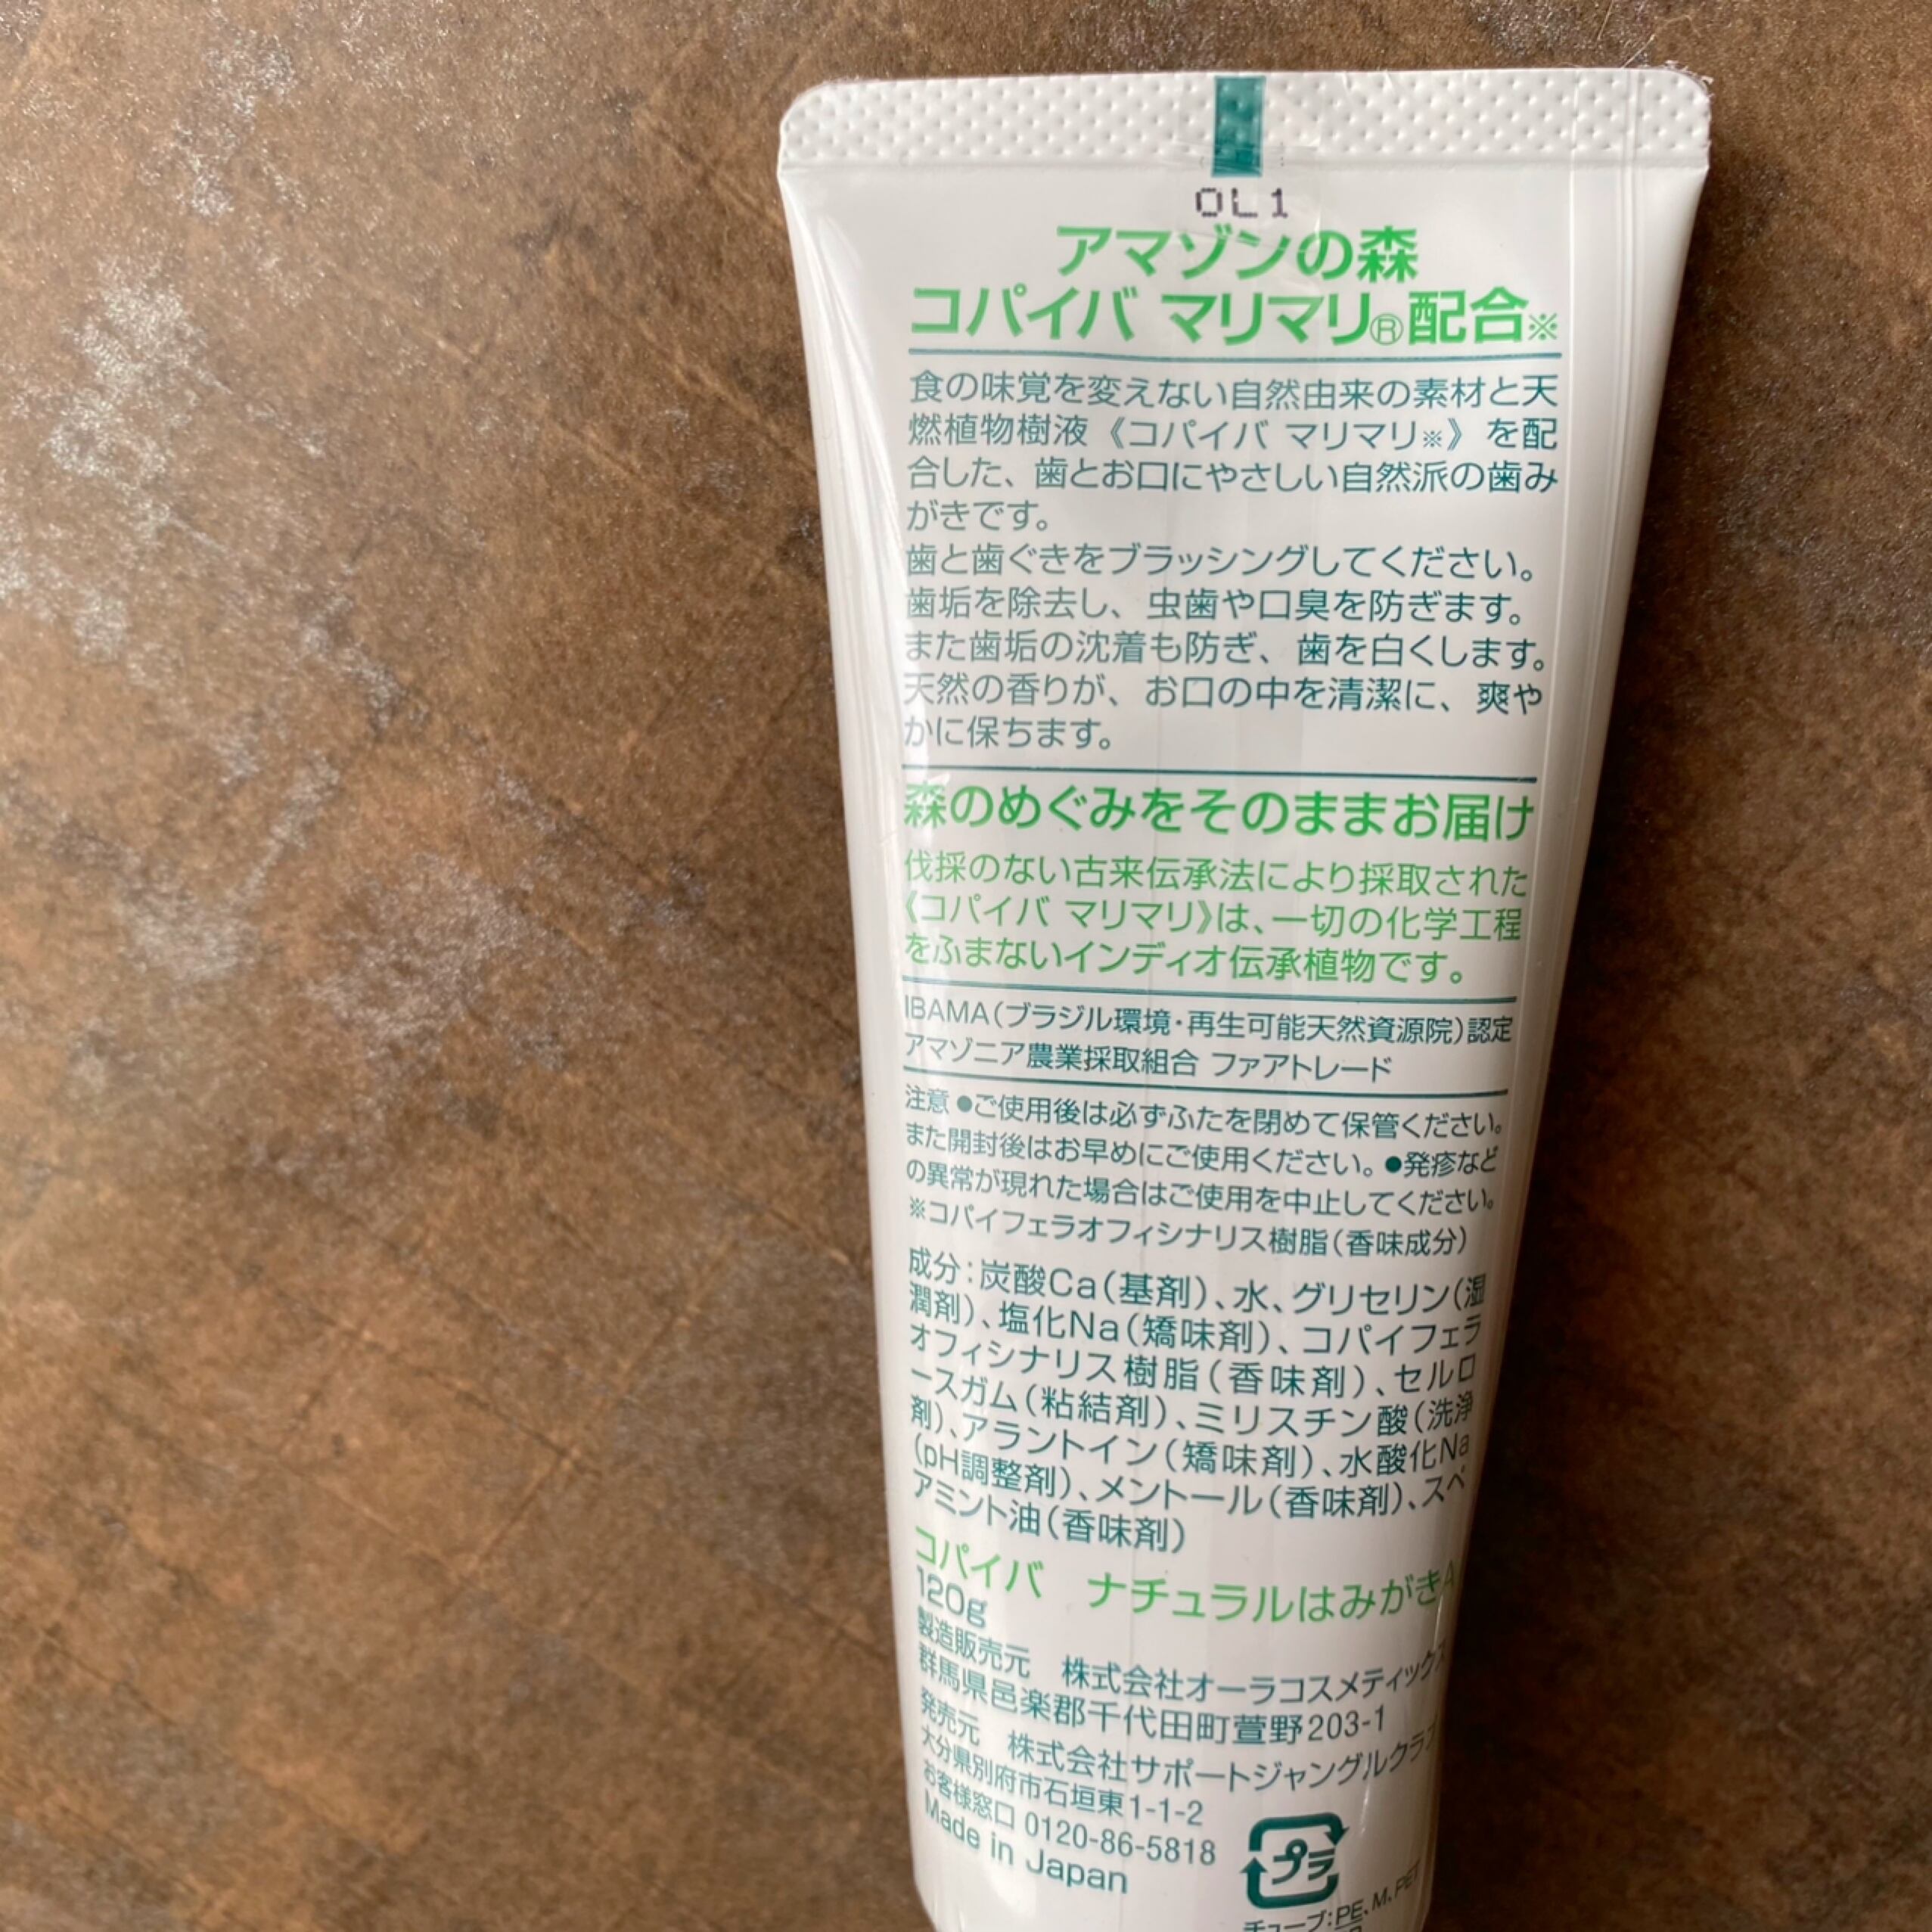 OL1
アマゾンの森
コパイバ マリマリ®配合※
食の味覚を変えない自然由来の素材と天
燃植物樹液《コパイバ マリマリ※》を配
合した、歯とお口にやさしい自然派の歯み
がきです。
歯と歯ぐきをブラッシングしてください。
歯垢を除去し、虫歯や口臭を防ぎます。
また歯垢の沈着も防ぎ、歯を白くします。
天然の香りが、お口の中を清潔に、爽や
かに保ちます。
森のめぐみをそのままお届け
伐採のない古来伝承法により採取された
《コパイバ マリマリ》は、一切の化学工程
をふまないインディオ伝承植物です。
IBAMA(ブラジル環境・再生可能天然資源院)認定
アマゾニア農業採取組合 ファアトレード
注意 ●ご使用後は必ずふたを閉めて保管ください。
また開封後はお早めにご使用ください。●発疹など
の異常が現れた場合はご使用を中止してください。
※コパイフェラオフィシナリス樹脂(香味成分)
成分:炭酸Ca(基剤)、水、グリセリン(湿
潤剤)、塩化Na(矯味剤)、コパイフェラ
オフィシナリス樹脂(香味剤)、セルロ
ースガム(粘結剤)、ミリスチン酸(洗浄
剤)、アラントイン(矯味剤)、水酸化Na
(pH調整剤)、メントール(香味剤)、スペ
アミント油(香味剤)
コパイバ ナチュラルはみがきA
120g
製造販売元 株式会社オーラコスメティックス
群馬県邑楽郡千代田町萱野203-1
発売元 株式会社サポートジャングルクラブ
大分県別府市石垣東1-1-2
お客様窓口 0120-86-5818
Made in Japan
プラ
チューブ:PE、M、PET